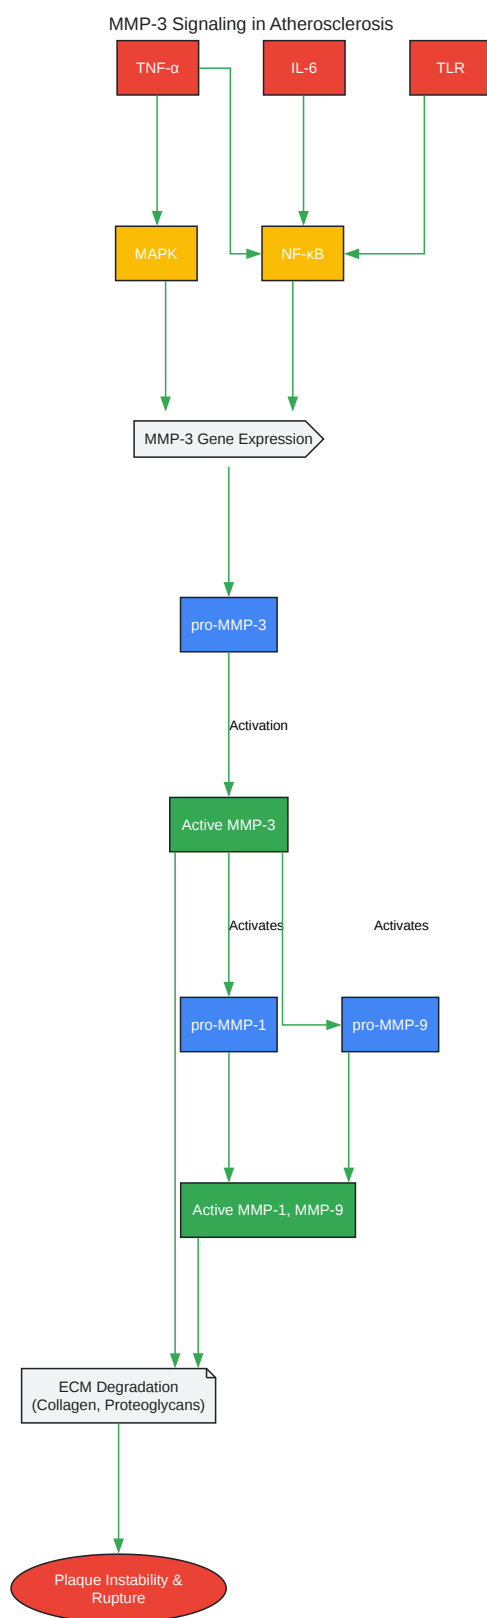 MMP-3 Signaling in Atherosclerosis
TNF-α
IL-6
TLR
MAPK
NF-κB
MMP-3 Gene Expression
pro-MMP-3
Activation
Active MMP-3
Activates
Activates
pro-MMP-1
pro-MMP-9
Active MMP-1, MMP-9
ECM Degradation
(Collagen, Proteoglycans)
Plaque Instability &
Rupture